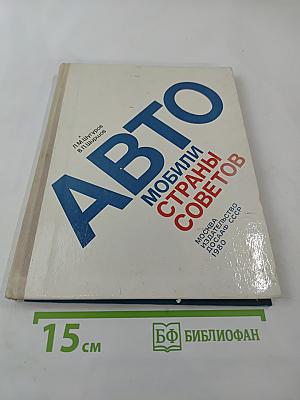 Л.М.Шугуров
В.П.Ширшов
АВТО
МОБИЛИ
СТРАНЫ
СОВЕТОВ
МОСКВА
ИЗДАТЕЛЬСТВО
ДОСААФ СССР
1980
15 см
БФ БИБЛИОФАН